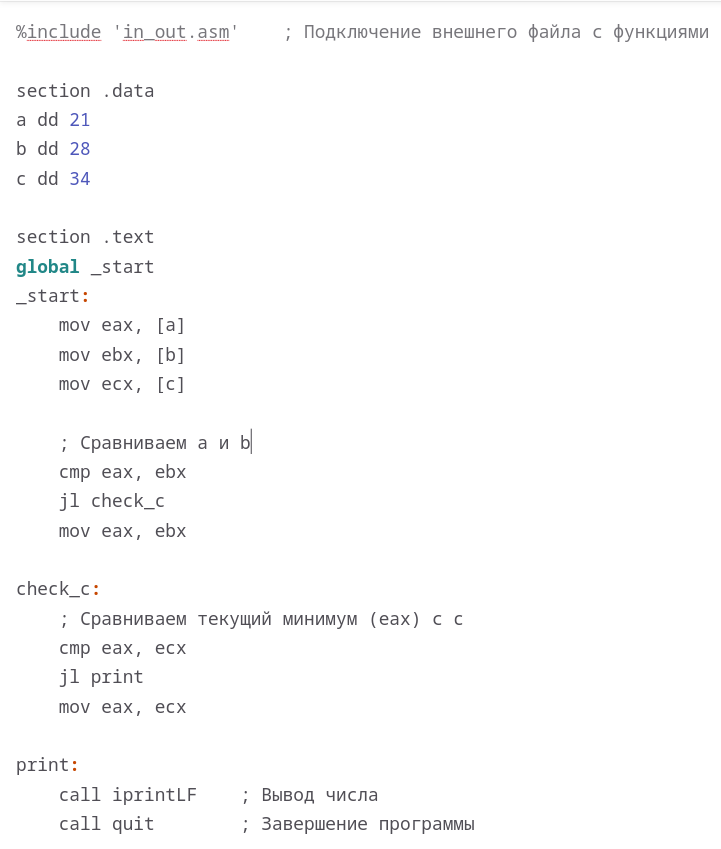 %include 'in_out.asm'    ; Подключение внешнего файла с функциями
section .data
a dd 21
b dd 28
c dd 34
section .text
global _start
_start:
    mov eax, [a]
    mov ebx, [b]
    mov ecx, [c]
    ; Сравниваем a и b
    cmp eax, ebx
    jl check_c
    mov eax, ebx
check_c:
    ; Сравниваем текущий минимум (eax) с c
    cmp eax, ecx
    jl print
    mov eax, ecx
print:
    call iprintLF    ; Вывод числа
    call quit        ; Завершение программы